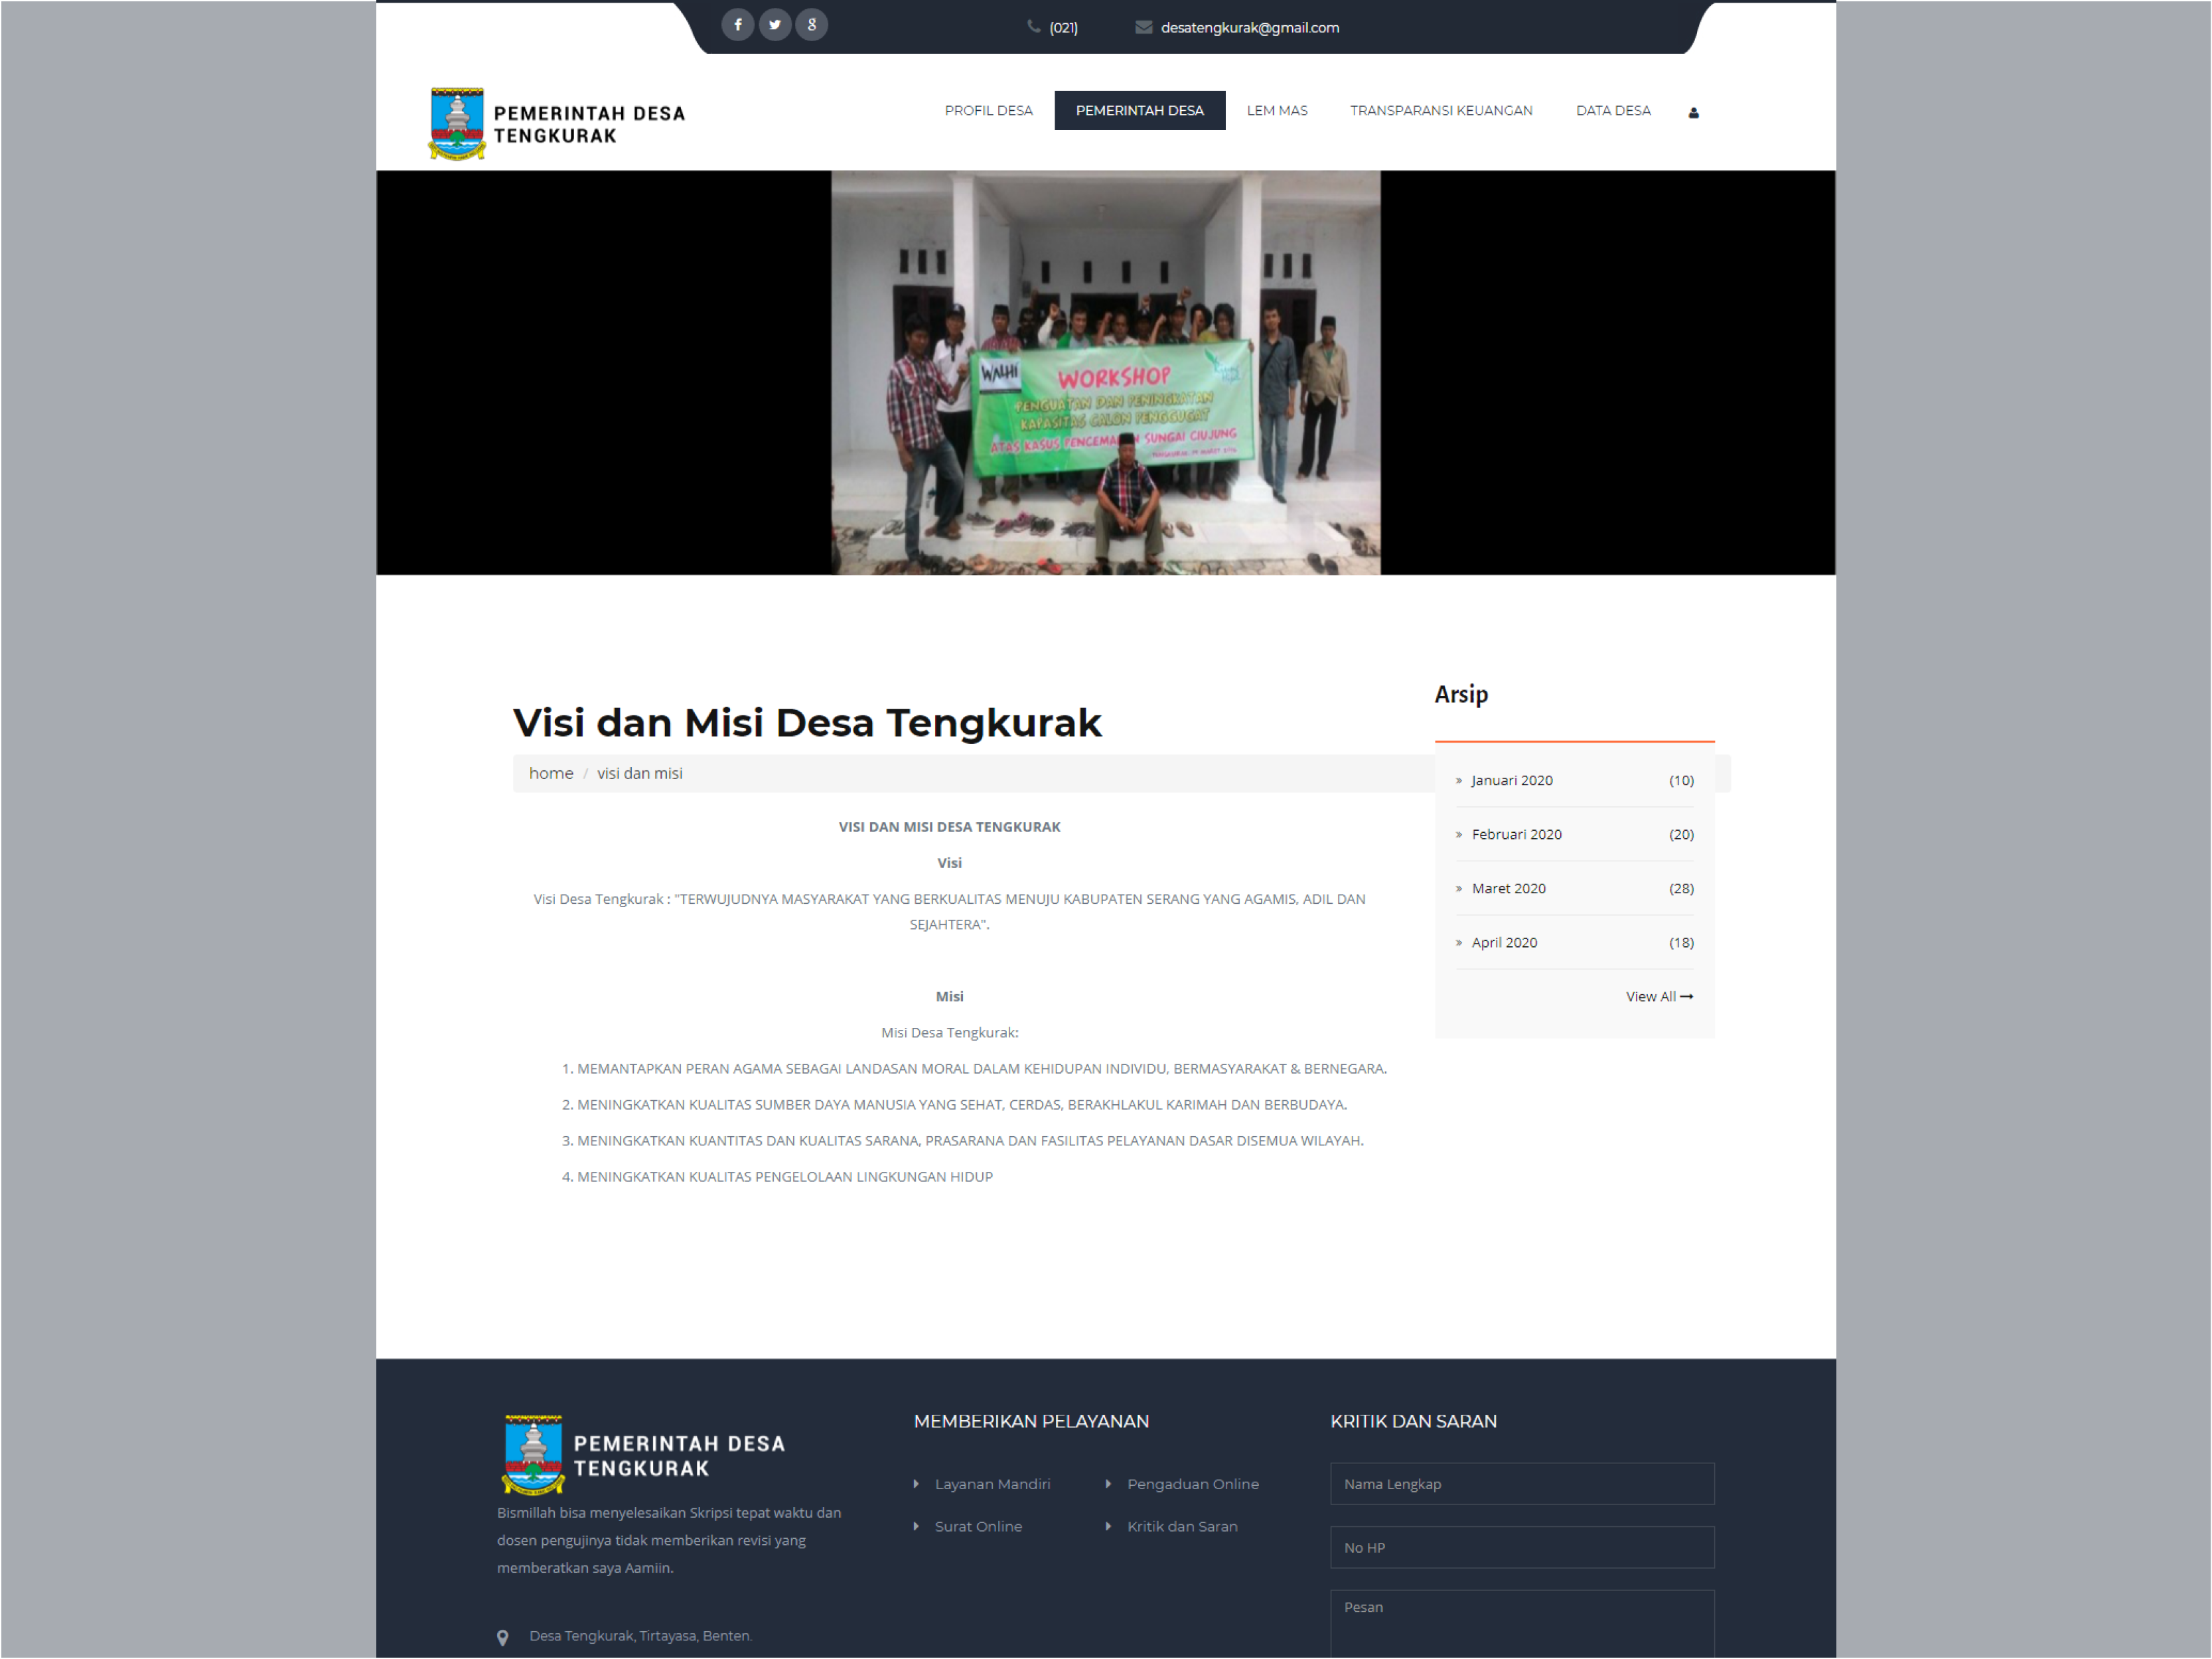 (021)
desatengkurak@gmail.com
PEMERINTAH DESA
TENGKURAK
PROFIL DESA
PEMERINTAH DESA
LEM MAS
TRANSPARANSI KEUANGAN
DATA DESA
WALHI
WORKSHOP
PENGUATAN DAN PENINGKATAN
KAPASITAS CALON PENGGUGAT
ATAS KASUS PENCEMARAN SUNGAI CIUJUNG
Visi dan Misi Desa Tengkurak
home / visi dan misi
VISI DAN MISI DESA TENGKURAK
Visi
Visi Desa Tengkurak : "TERWUJUDNYA MASYARAKAT YANG BERKUALITAS MENUJU KABUPATEN SERANG YANG AGAMIS, ADIL DAN
SEJAHTERA".
Misi
Misi Desa Tengkurak:
1. MEMANTAPKAN PERAN AGAMA SEBAGAI LANDASAN MORAL DALAM KEHIDUPAN INDIVIDU, BERMASYARAKAT & BERNEGARA.
2. MENINGKATKAN KUALITAS SUMBER DAYA MANUSIA YANG SEHAT, CERDAS, BERAKHLAKUL KARIMAH DAN BERBUDAYA.
3. MENINGKATKAN KUANTITAS DAN KUALITAS SARANA, PRASARANA DAN FASILITAS PELAYANAN DASAR DISEMUA WILAYAH.
4. MENINGKATKAN KUALITAS PENGELOLAAN LINGKUNGAN HIDUP
Arsip
» Januari 2020 (10)
» Februari 2020 (20)
» Maret 2020 (28)
» April 2020 (18)
View All →
PEMERINTAH DESA
TENGKURAK
Bismillah bisa menyelesaikan Skripsi tepat waktu dan
dosen pengujinya tidak memberikan revisi yang
memberatkan saya Aamiin.
Desa Tengkurak, Tirtayasa, Benten.
MEMBERIKAN PELAYANAN
Layanan Mandiri
Pengaduan Online
Surat Online
Kritik dan Saran
KRITIK DAN SARAN
Nama Lengkap
No HP
Pesan